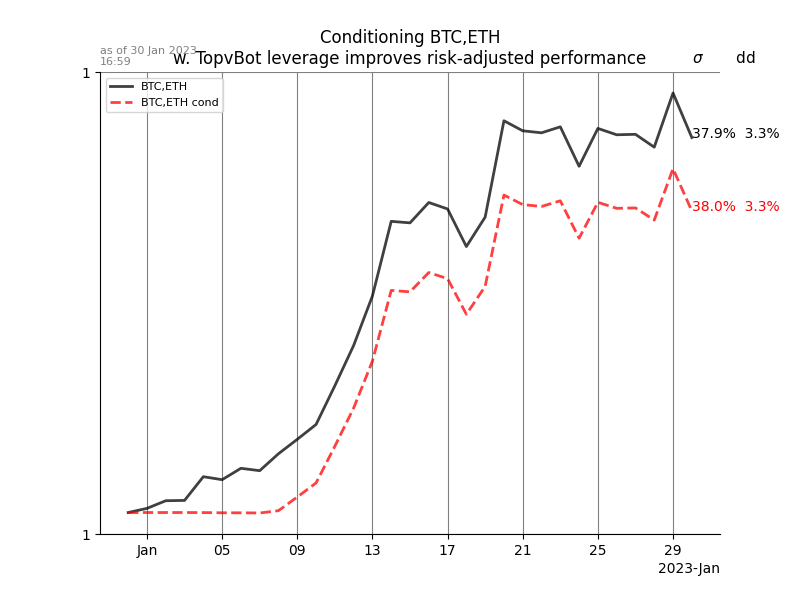 Conditioning BTC,ETH
w. TopvBot leverage improves risk-adjusted performance
as of 30 Jan 2023
16:59
σ dd
1
BTC,ETH
BTC,ETH cond
37.9% 3.3%
38.0% 3.3%
1
Jan 05 09 13 17 21 25 29
2023-Jan